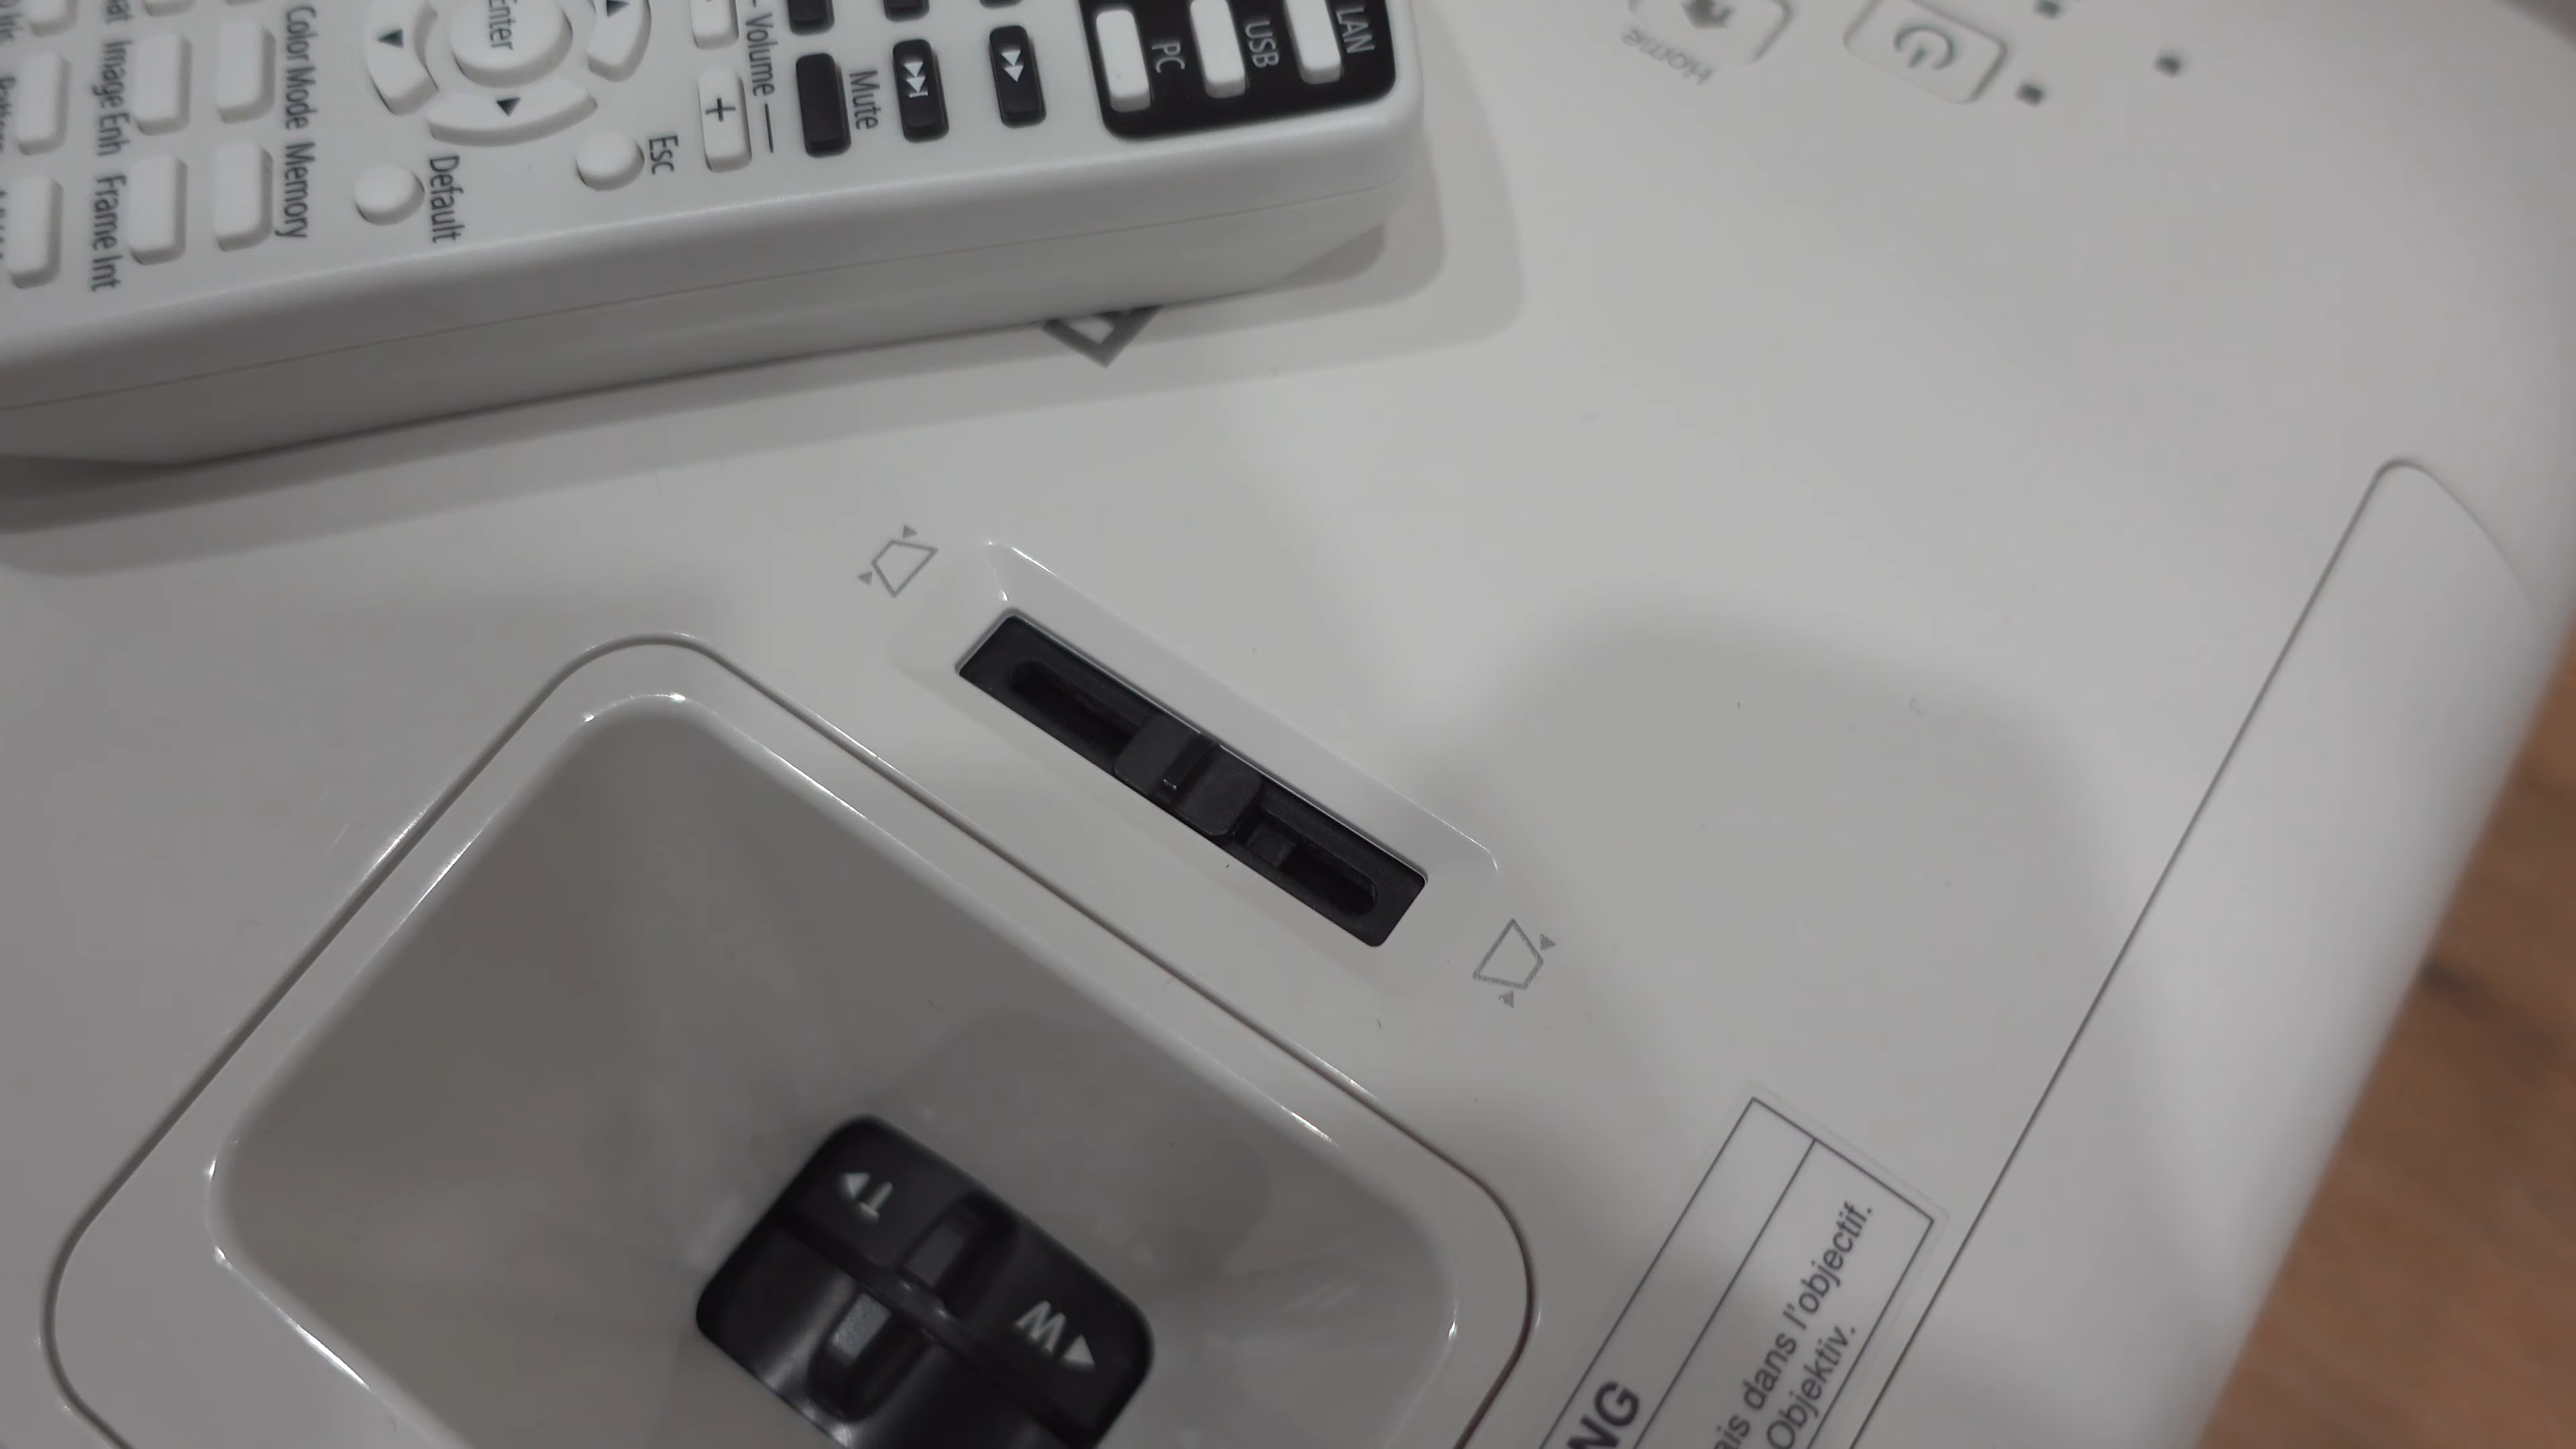 LAN
USB
PC
Mute
Volume
+
Esc
Enter
Default
Color Mode
Memory
Image Enh
Frame Int
Home
T
W
dans l'objectif.
Objektiv.